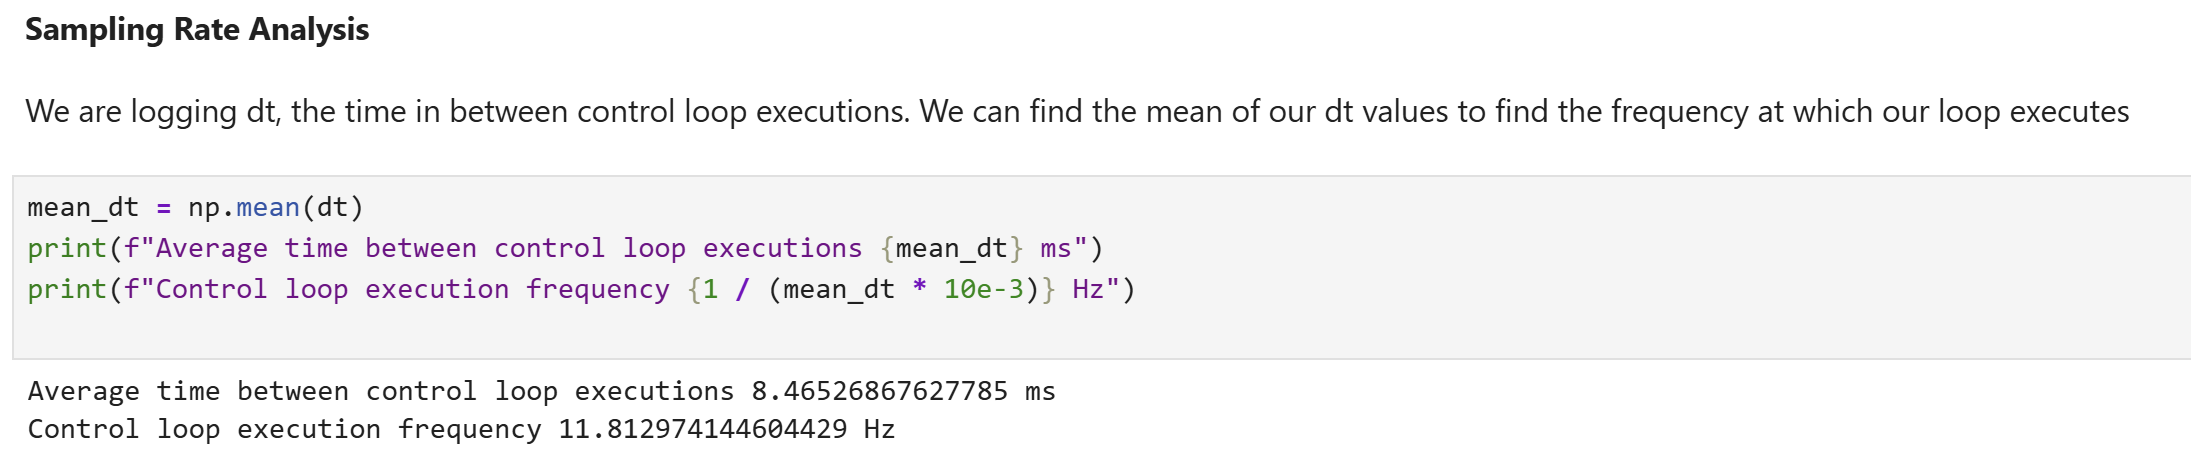 Sampling Rate Analysis
We are logging dt, the time in between control loop executions. We can find the mean of our dt values to find the frequency at which our loop executes
mean_dt = np.mean(dt)
print(f"Average time between control loop executions {mean_dt} ms")
print(f"Control loop execution frequency {1 / (mean_dt * 10e-3)} Hz")
Average time between control loop executions 8.46526867627785 ms
Control loop execution frequency 11.812974144604429 Hz